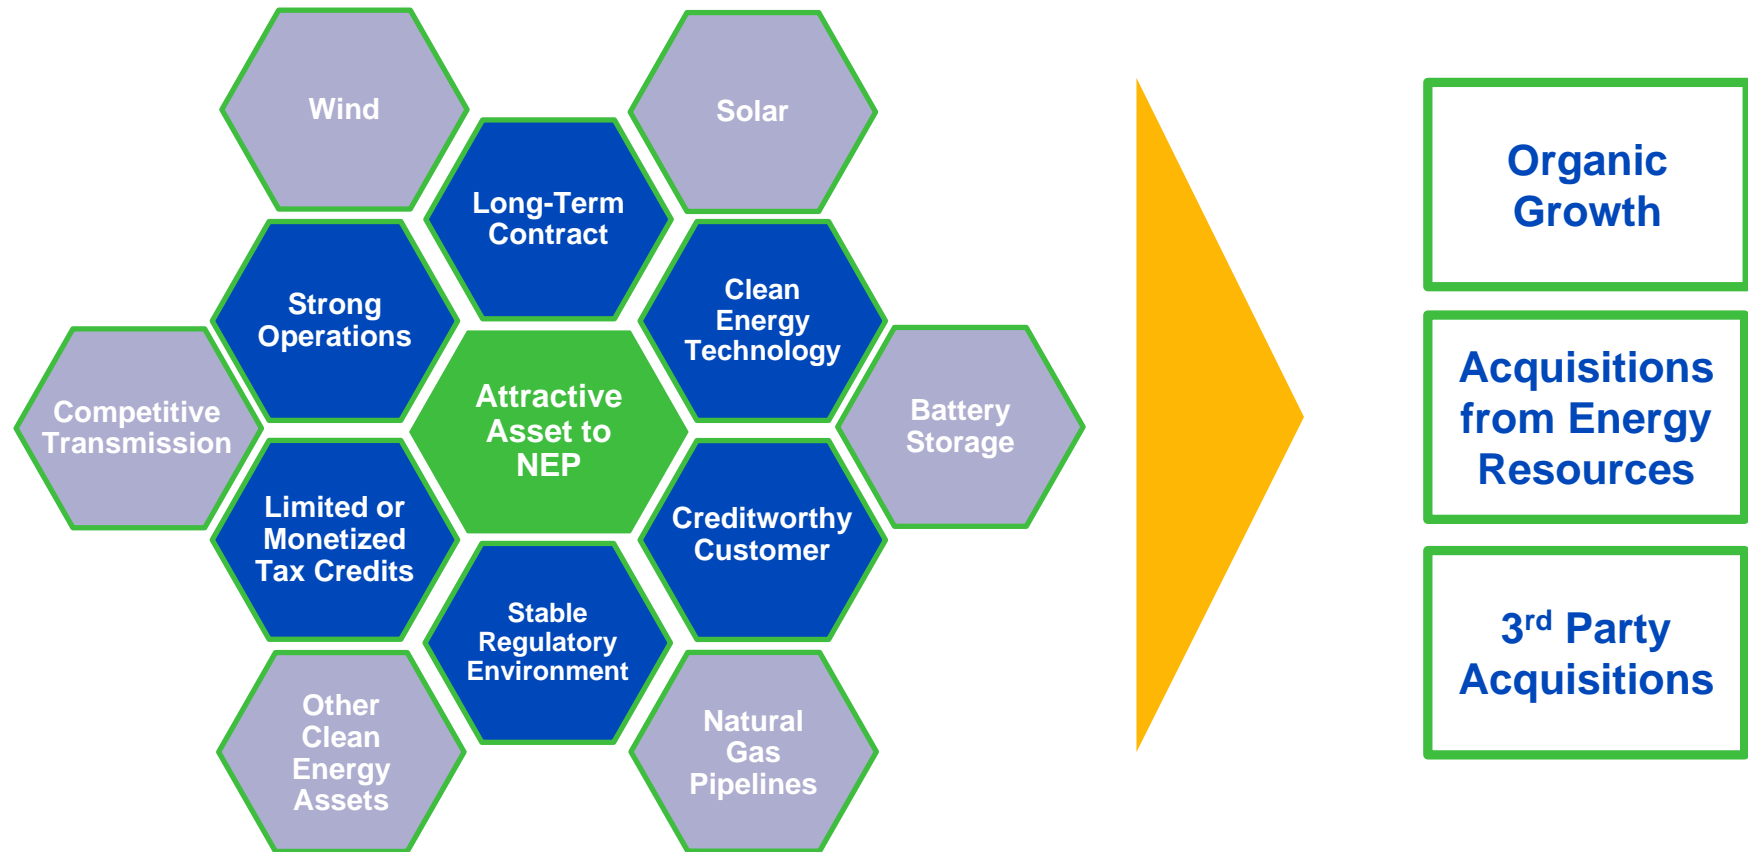 Wind
Solar
Long-Term
Contract
Strong
Operations
Clean
Energy
Technology
Competitive
Transmission
Attractive
Asset to
NEP
Battery
Storage
Limited or
Monetized
Tax Credits
Creditworthy
Customer
Stable
Regulatory
Environment
Other
Clean
Energy
Assets
Natural
Gas
Pipelines
Organic
Growth
Acquisitions
from Energy
Resources
3rd Party
Acquisitions